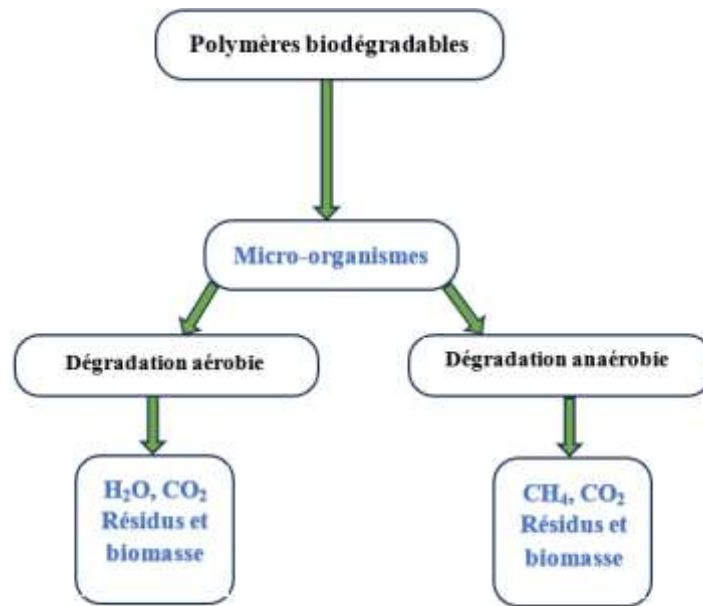 Polymères biodégradables
Micro-organismes
Dégradation aérobie
Dégradation anaérobie
H₂O, CO₂
Résidus et
biomasse
CH₄, CO₂
Résidus et
biomasse